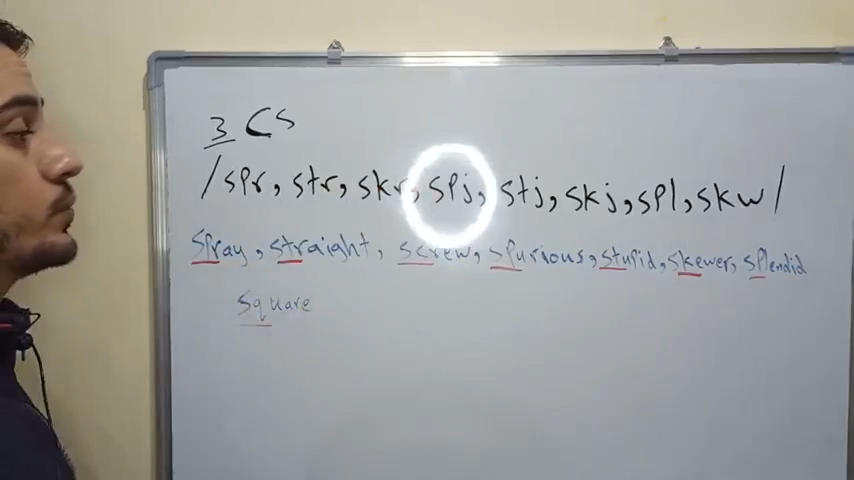 3 Cs
/spr, str, skr, spj, stj, skj, spl, skw/
Spray, straight, screw, spurious, stupid, skewer, splendid
Square